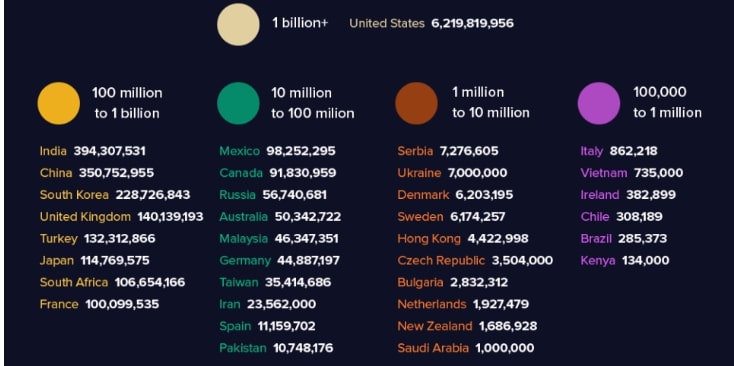 1 billion+ United States 6,219,819,956
100 million
to 1 billion
India 394,307,531
China 350,752,955
South Korea 228,726,843
United Kingdom 140,139,193
Turkey 132,312,866
Japan 114,769,575
South Africa 106,654,166
France 100,099,535
10 million
to 100 milion
Mexico 98,252,295
Canada 91,830,959
Russia 56,740,681
Australia 50,342,722
Malaysia 46,347,351
Germany 44,887,197
Taiwan 35,414,686
Iran 23,562,000
Spain 11,159,702
Pakistan 10,748,176
1 million
to 10 million
Serbia 7,276,605
Ukraine 7,000,000
Denmark 6,203,195
Sweden 6,174,257
Hong Kong 4,422,998
Czech Republic 3,504,000
Bulgaria 2,832,312
Netherlands 1,927,479
New Zealand 1,686,928
Saudi Arabia 1,000,000
100,000
to 1 million
Italy 862,218
Vietnam 735,000
Ireland 382,899
Chile 308,189
Brazil 285,373
Kenya 134,000